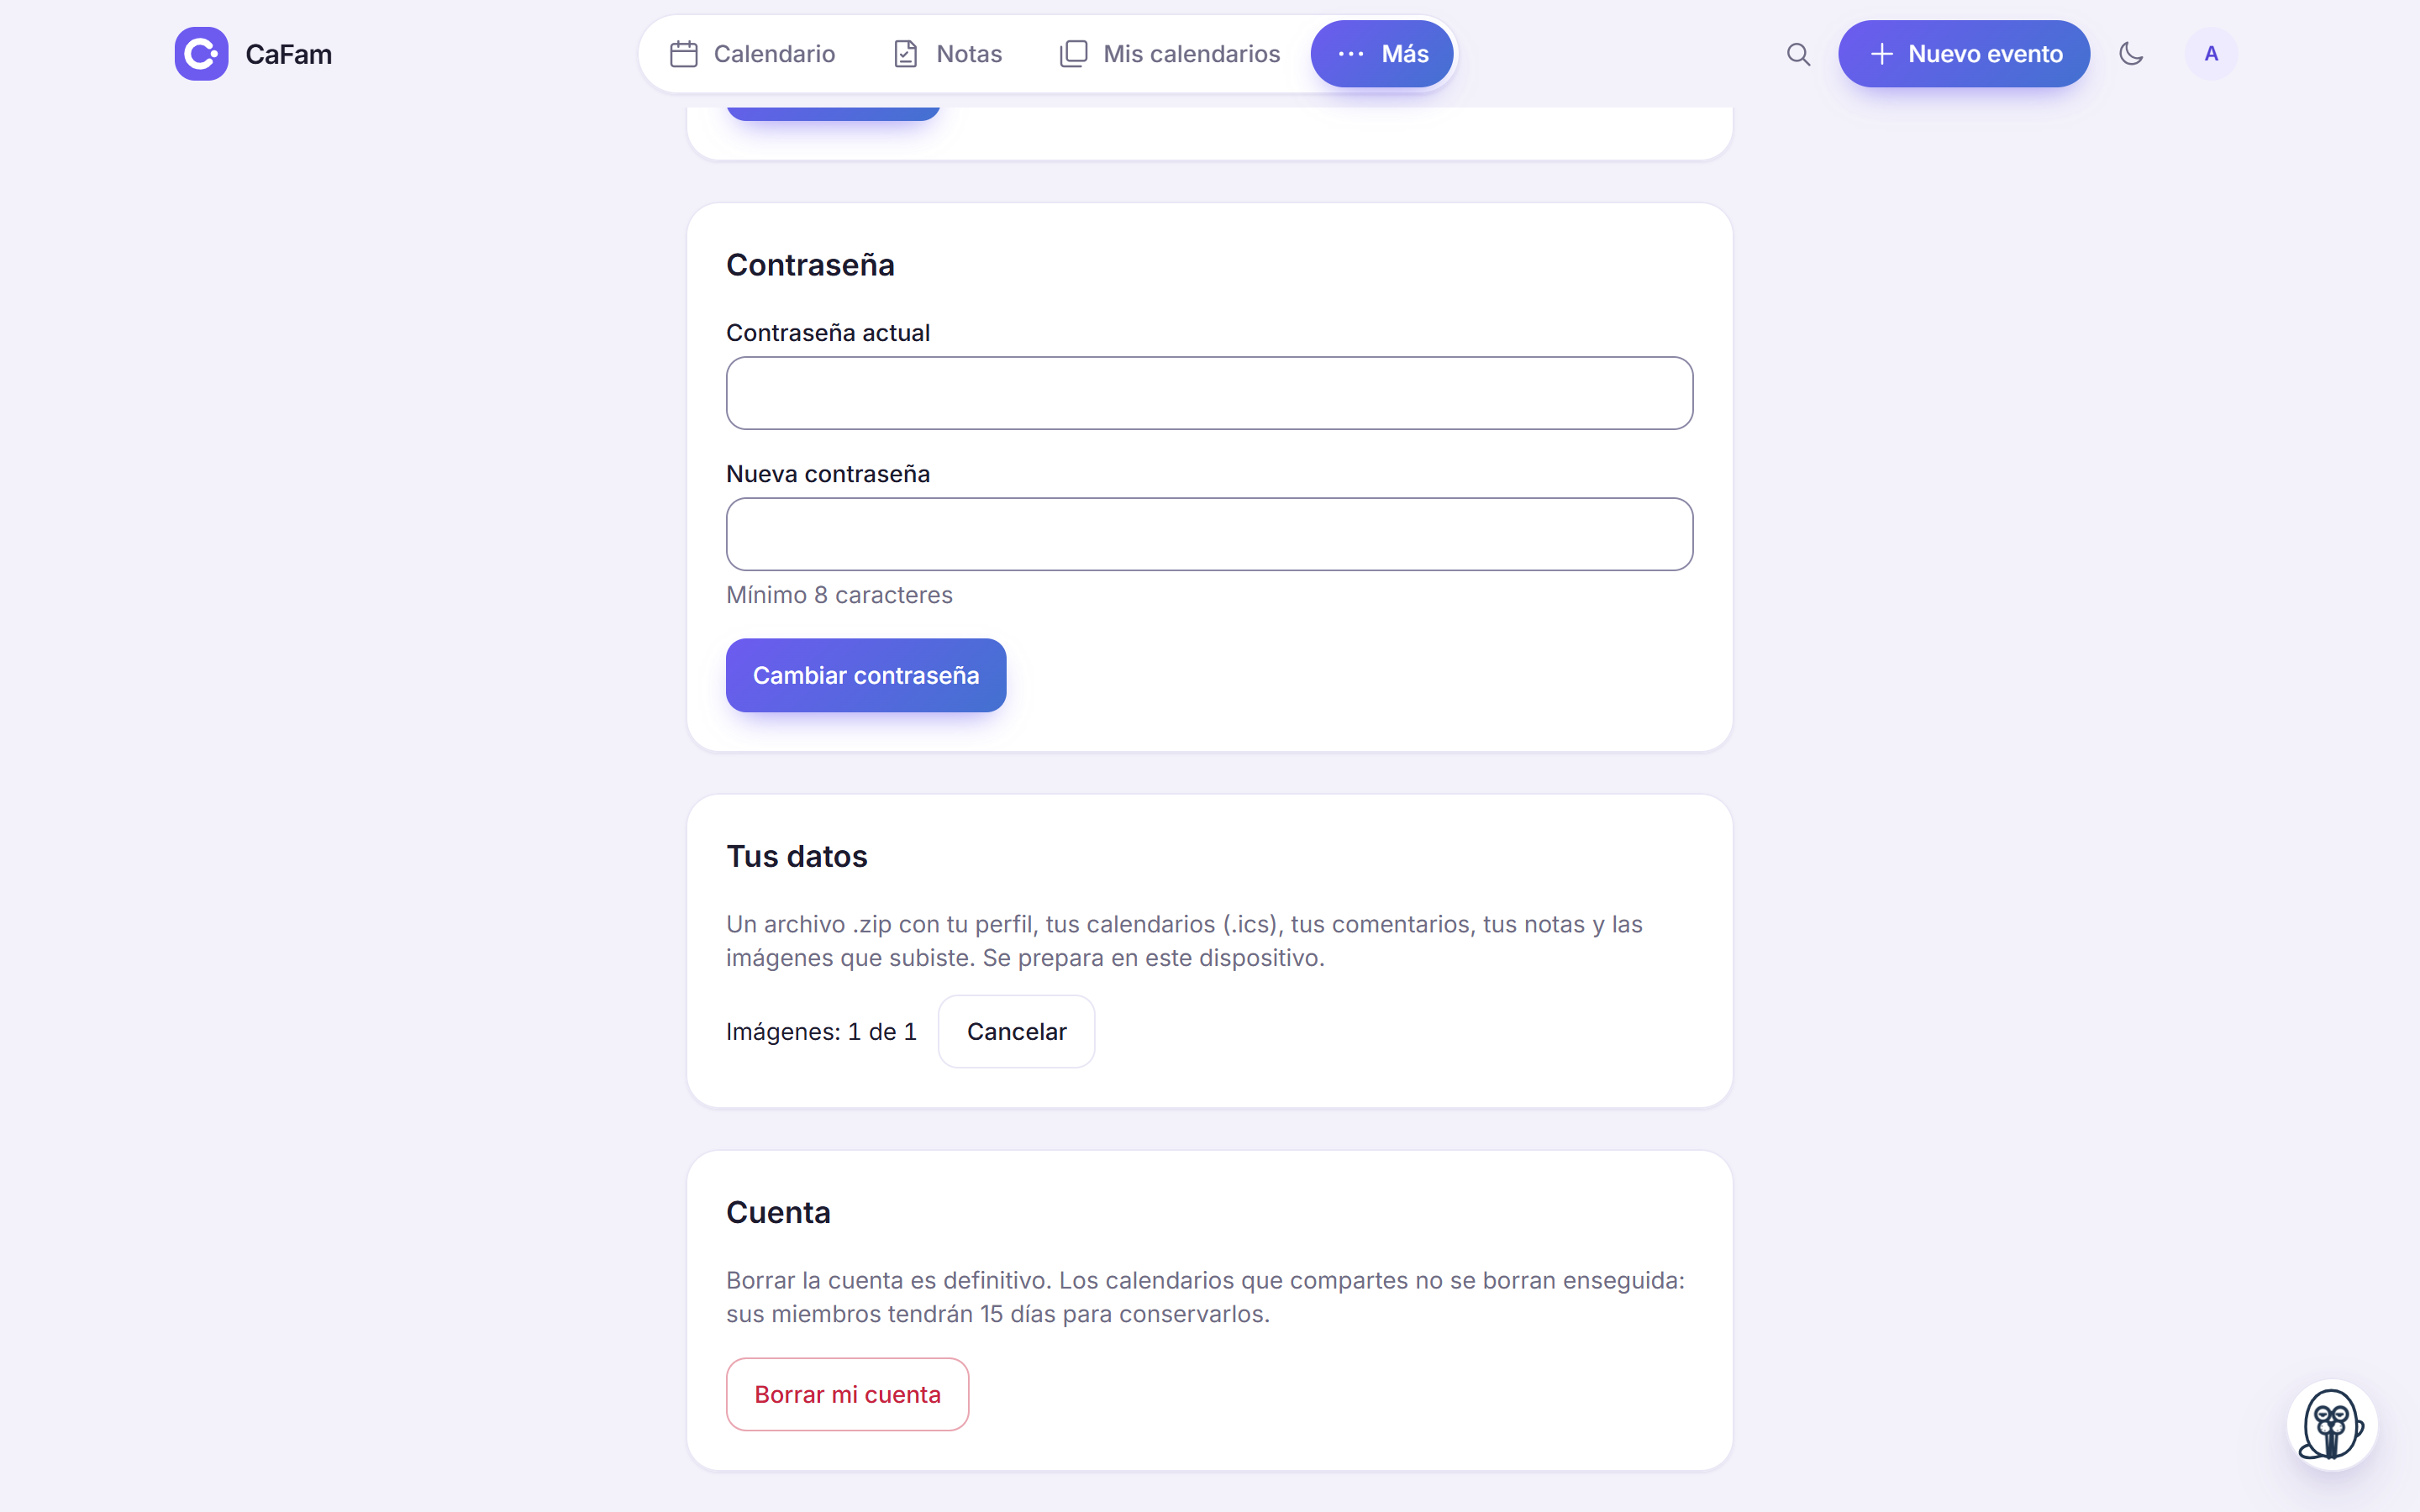 CaFam
Calendario
Notas
Mis calendarios
Más
Nuevo evento
A
Contraseña
Contraseña actual
Nueva contraseña
Mínimo 8 caracteres
Cambiar contraseña
Tus datos
Un archivo .zip con tu perfil, tus calendarios (.ics), tus comentarios, tus notas y las
imágenes que subiste. Se prepara en este dispositivo.
Imágenes: 1 de 1
Cancelar
Cuenta
Borrar la cuenta es definitivo. Los calendarios que compartes no se borran enseguida:
sus miembros tendrán 15 días para conservarlos.
Borrar mi cuenta